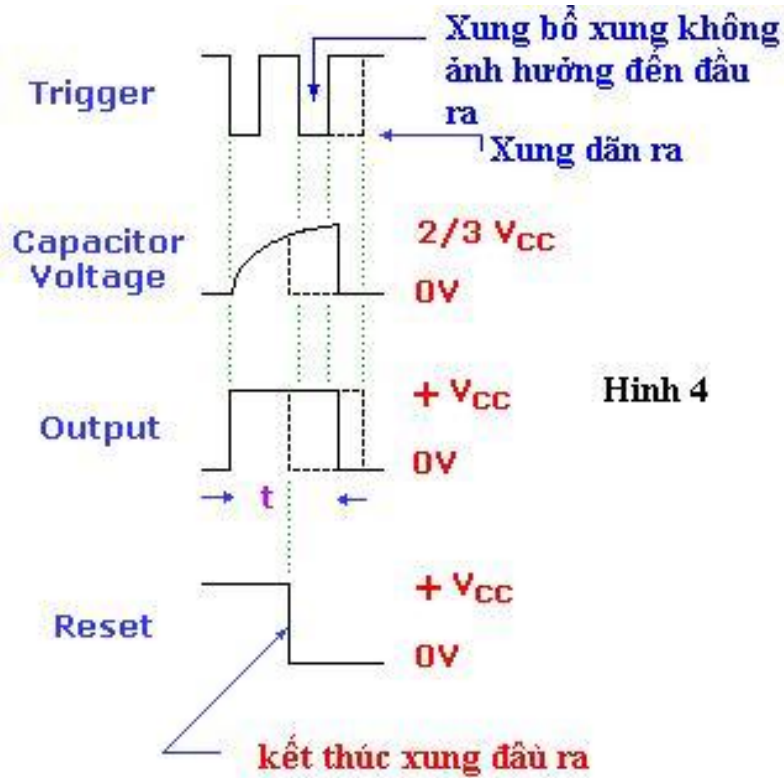 Xung bổ xung không
ảnh hưởng đến đầu
ra
Trigger
Xung dãn ra
Capacitor
Voltage
2/3 VCC
0V
Output
+ VCC
0V
Hình 4
t
Reset
+ VCC
0V
kết thúc xung đâù ra